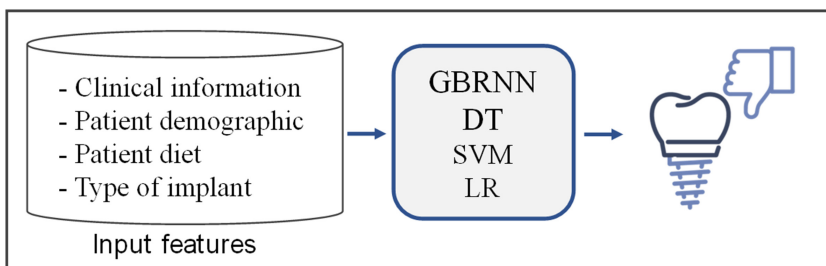 - Clinical information
- Patient demographic
- Patient diet
- Type of implant
Input features
GBRNN
DT
SVM
LR